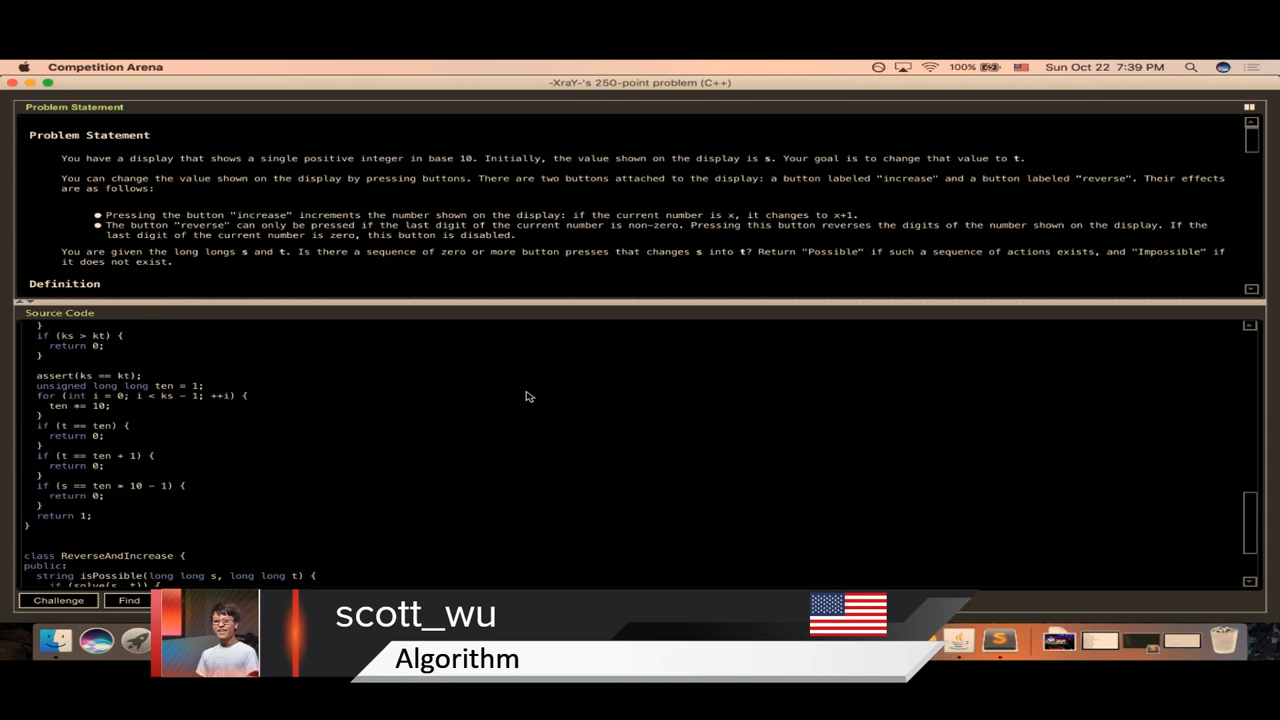 Competition Arena
100%
Sun Oct 22 7:39 PM
-XraY-'s 250-point problem (C++)
Problem Statement
Problem Statement
You have a display that shows a single positive integer in base 10. Initially, the value shown on the display is s. Your goal is to change that value to t.
You can change the value shown on the display by pressing buttons. There are two buttons attached to the display: a button labeled "increase" and a button labeled "reverse". Their effects
are as follows:
● Pressing the button "increase" increments the number shown on the display: if the current number is x, it changes to x+1.
● The button "reverse" can only be pressed if the last digit of the current number is non-zero. Pressing this button reverses the digits of the number shown on the display. If the
last digit of the current number is zero, this button is disabled.
You are given the long longs s and t. Is there a sequence of zero or more button presses that changes s into t? Return "Possible" if such a sequence of actions exists, and "Impossible" if
it does not exist.
Definition
Source Code
}
if (ks > kt) {
return 0;
}
assert(ks == kt);
unsigned long long ten = 1;
for (int i = 0; i < ks - 1; ++i) {
ten *= 10;
}
if (t == ten) {
return 0;
}
if (t == ten + 1) {
return 0;
}
if (s == ten * 10 - 1) {
return 0;
}
return 1;
}
class ReverseAndIncrease {
public:
string isPossible(long long s, long long t) {
if (solve(s, t)) {
Challenge
Find
scott_wu
Algorithm